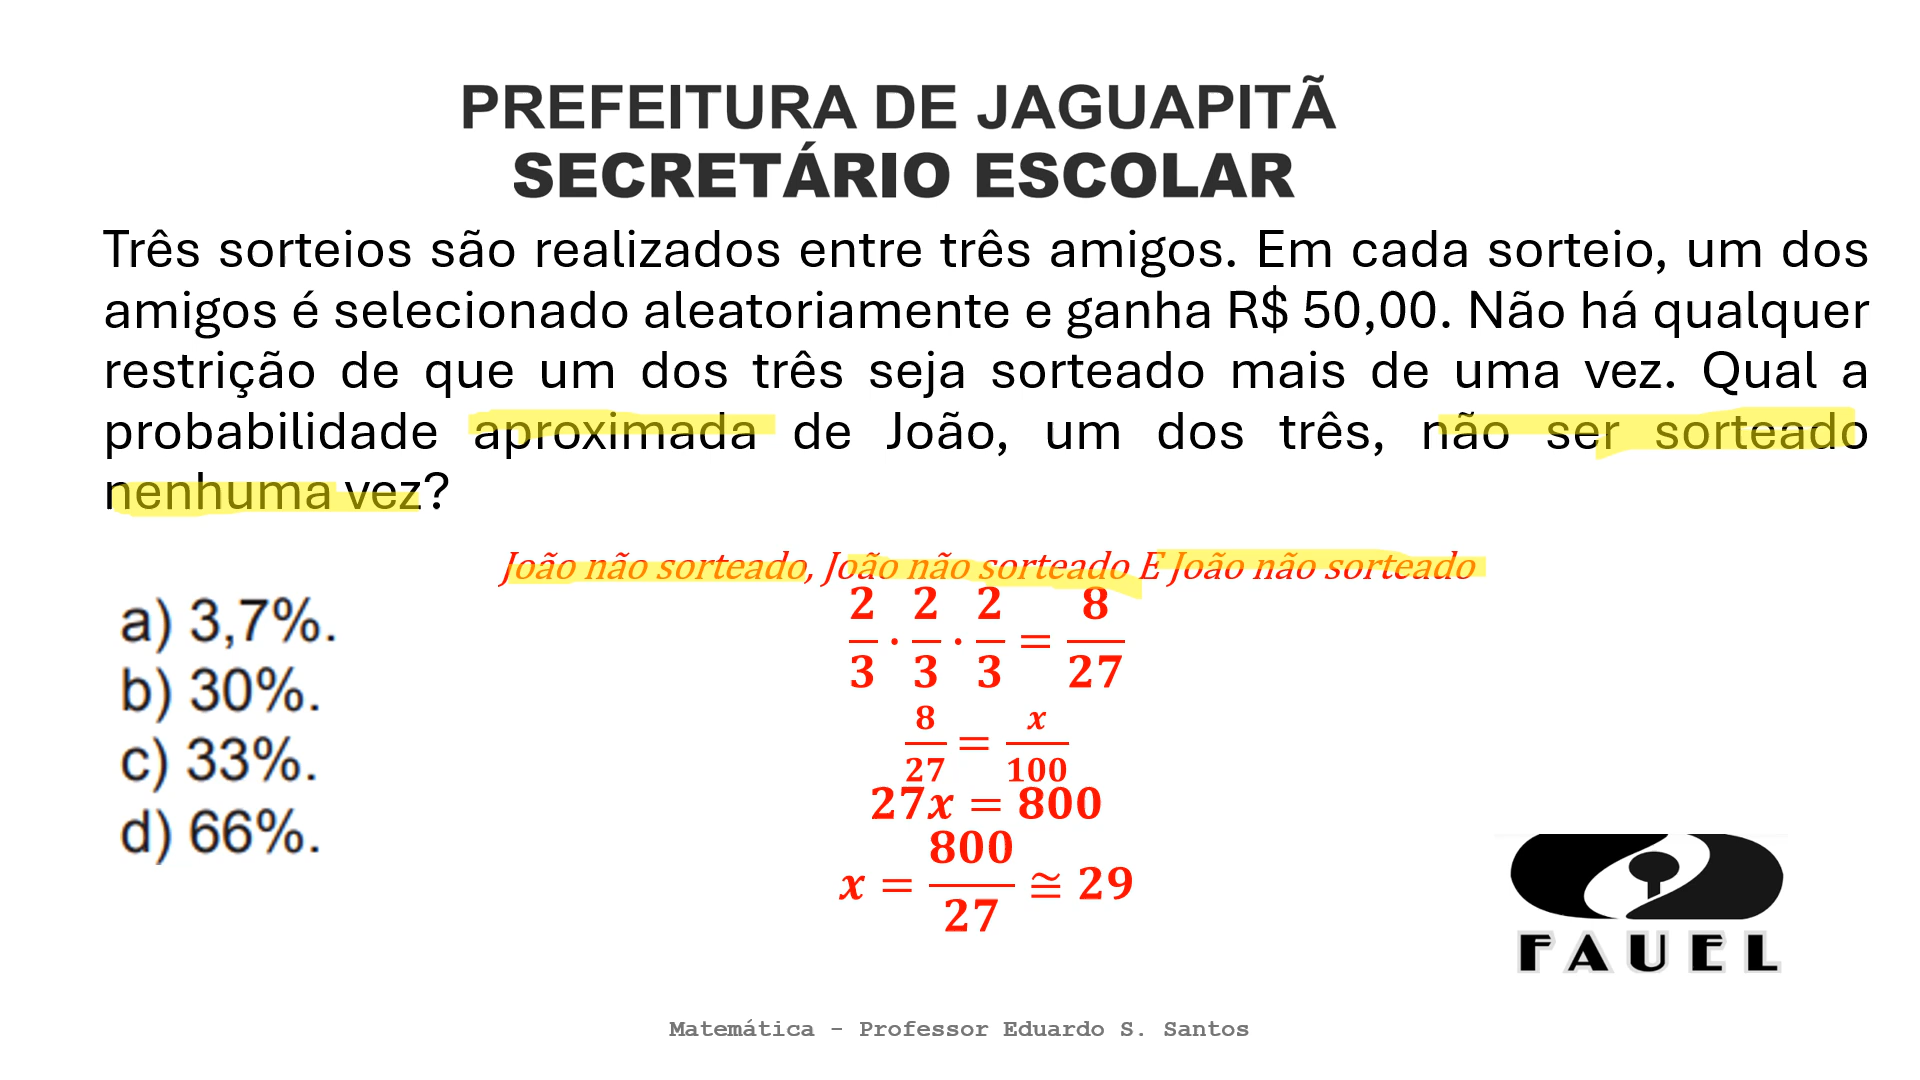 PREFEITURA DE JAGUAPITÃ
SECRETÁRIO ESCOLAR
Três sorteios são realizados entre três amigos. Em cada sorteio, um dos
amigos é selecionado aleatoriamente e ganha R$ 50,00. Não há qualquer
restrição de que um dos três seja sorteado mais de uma vez. Qual a
probabilidade aproximada de João, um dos três, não ser sorteado
nenhuma vez?
João não sorteado, João não sorteado E João não sorteado
2/3 · 2/3 · 2/3 = 8/27
8/27 = x/100
27x = 800
x = 800/27 ≅ 29
a) 3,7%.
b) 30%.
c) 33%.
d) 66%.
FAUEL
Matemática - Professor Eduardo S. Santos